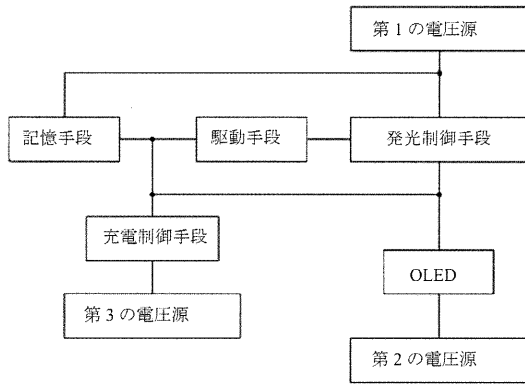 第1の電圧源
記憶手段
駆動手段
発光制御手段
充電制御手段
OLED
第3の電圧源
第2の電圧源